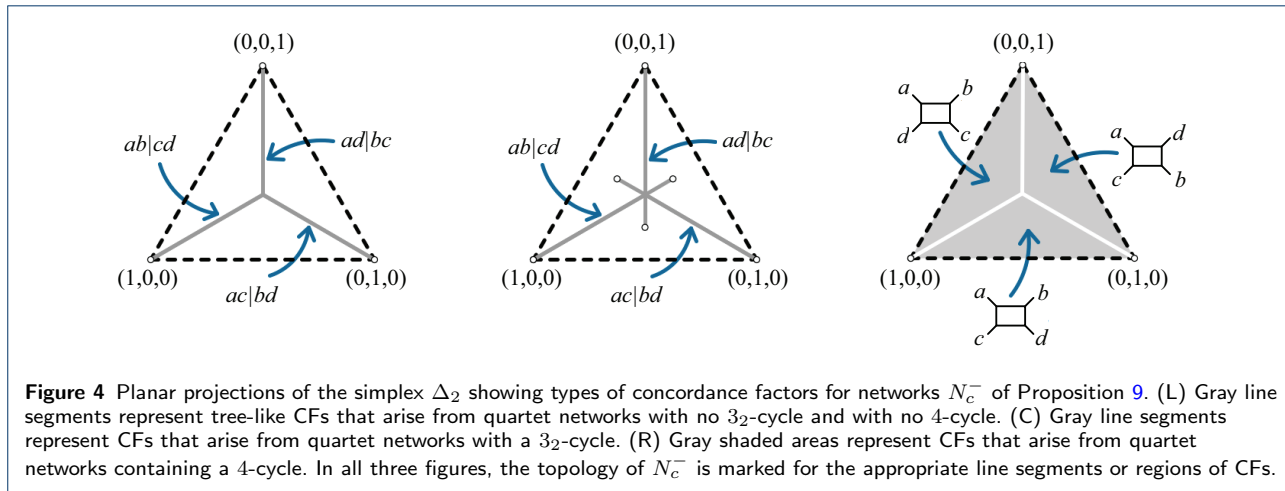 (0,0,1)
ab|cd
ad|bc
(1,0,0)
(0,1,0)
ac|bd
(0,0,1)
ab|cd
ad|bc
(1,0,0)
(0,1,0)
ac|bd
(0,0,1)
a b
d c
a d
c b
(1,0,0)
(0,1,0)
a b
c d
Figure 4 Planar projections of the simplex Δ₂ showing types of concordance factors for networks N_c^− of Proposition 9. (L) Gray line
segments represent tree-like CFs that arise from quartet networks with no 3₂-cycle and with no 4-cycle. (C) Gray line segments
represent CFs that arise from quartet networks with a 3₂-cycle. (R) Gray shaded areas represent CFs that arise from quartet
networks containing a 4-cycle. In all three figures, the topology of N_c^− is marked for the appropriate line segments or regions of CFs.